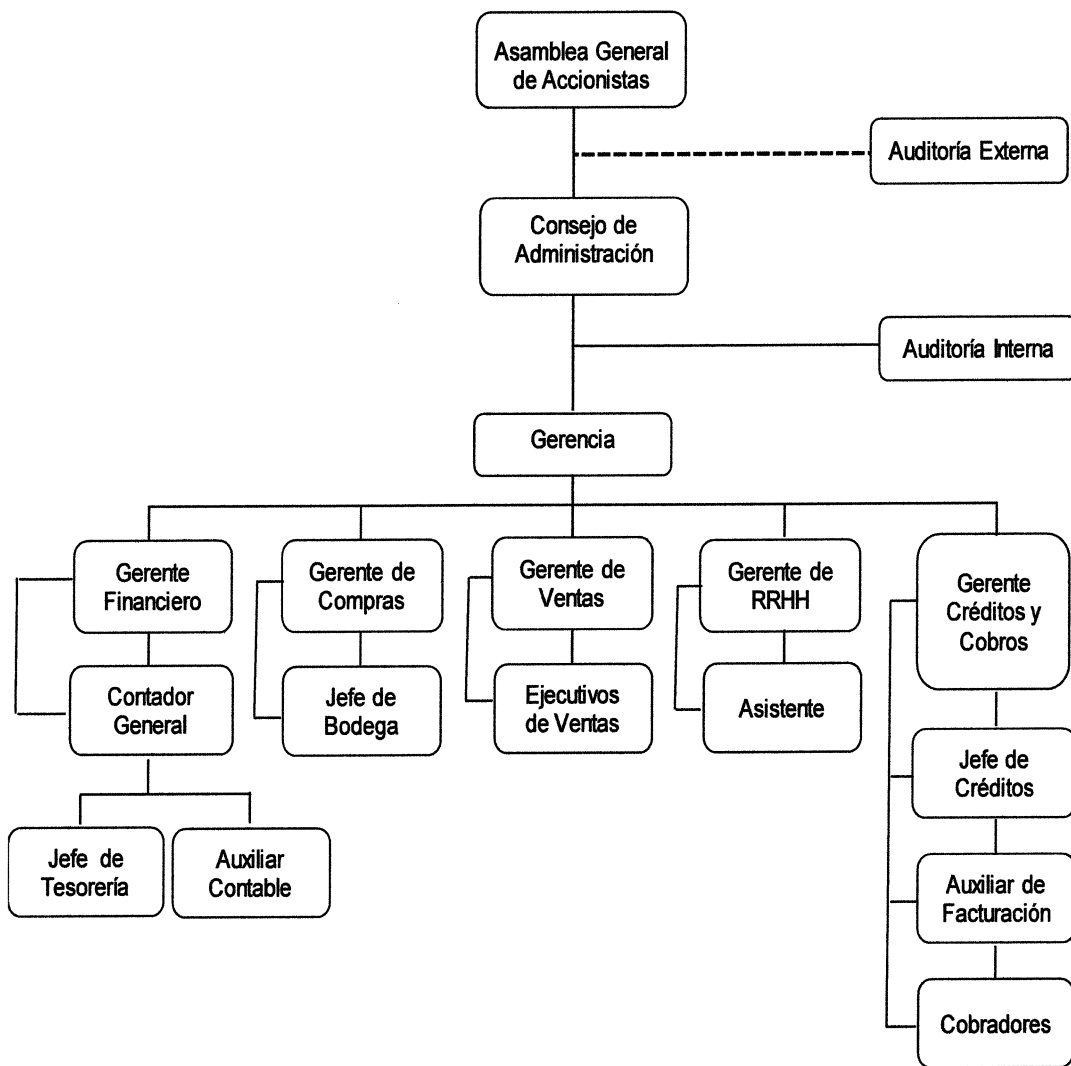 Asamblea General
de Accionistas
Auditoría Externa
Consejo de
Administración
Auditoría Interna
Gerencia
Gerente
Financiero
Gerente de
Compras
Gerente de
Ventas
Gerente de
RRHH
Gerente
Créditos y
Cobros
Contador
General
Jefe de
Bodega
Ejecutivos
de Ventas
Asistente
Jefe de
Créditos
Jefe de
Tesorería
Auxiliar
Contable
Auxiliar de
Facturación
Cobradores